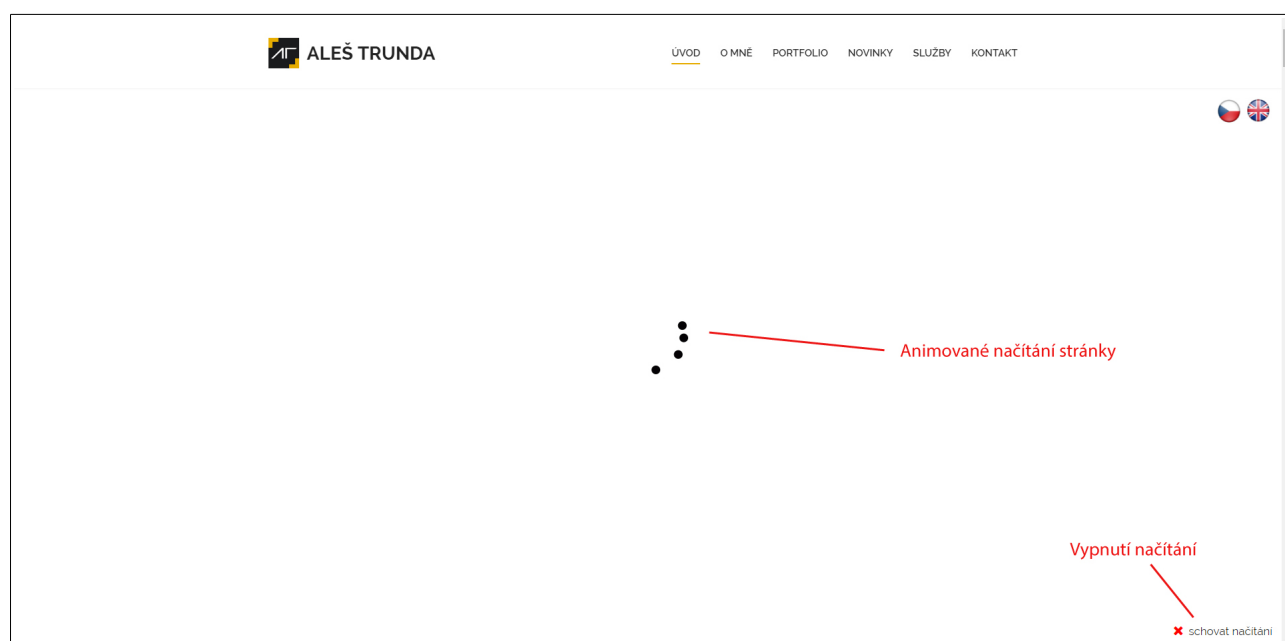 ALEŠ TRUNDA
ÚVOD O MNĚ PORTFOLIO NOVINKY SLUŽBY KONTAKT
Animované načítání stránky
Vypnutí načítání
schovat načítání